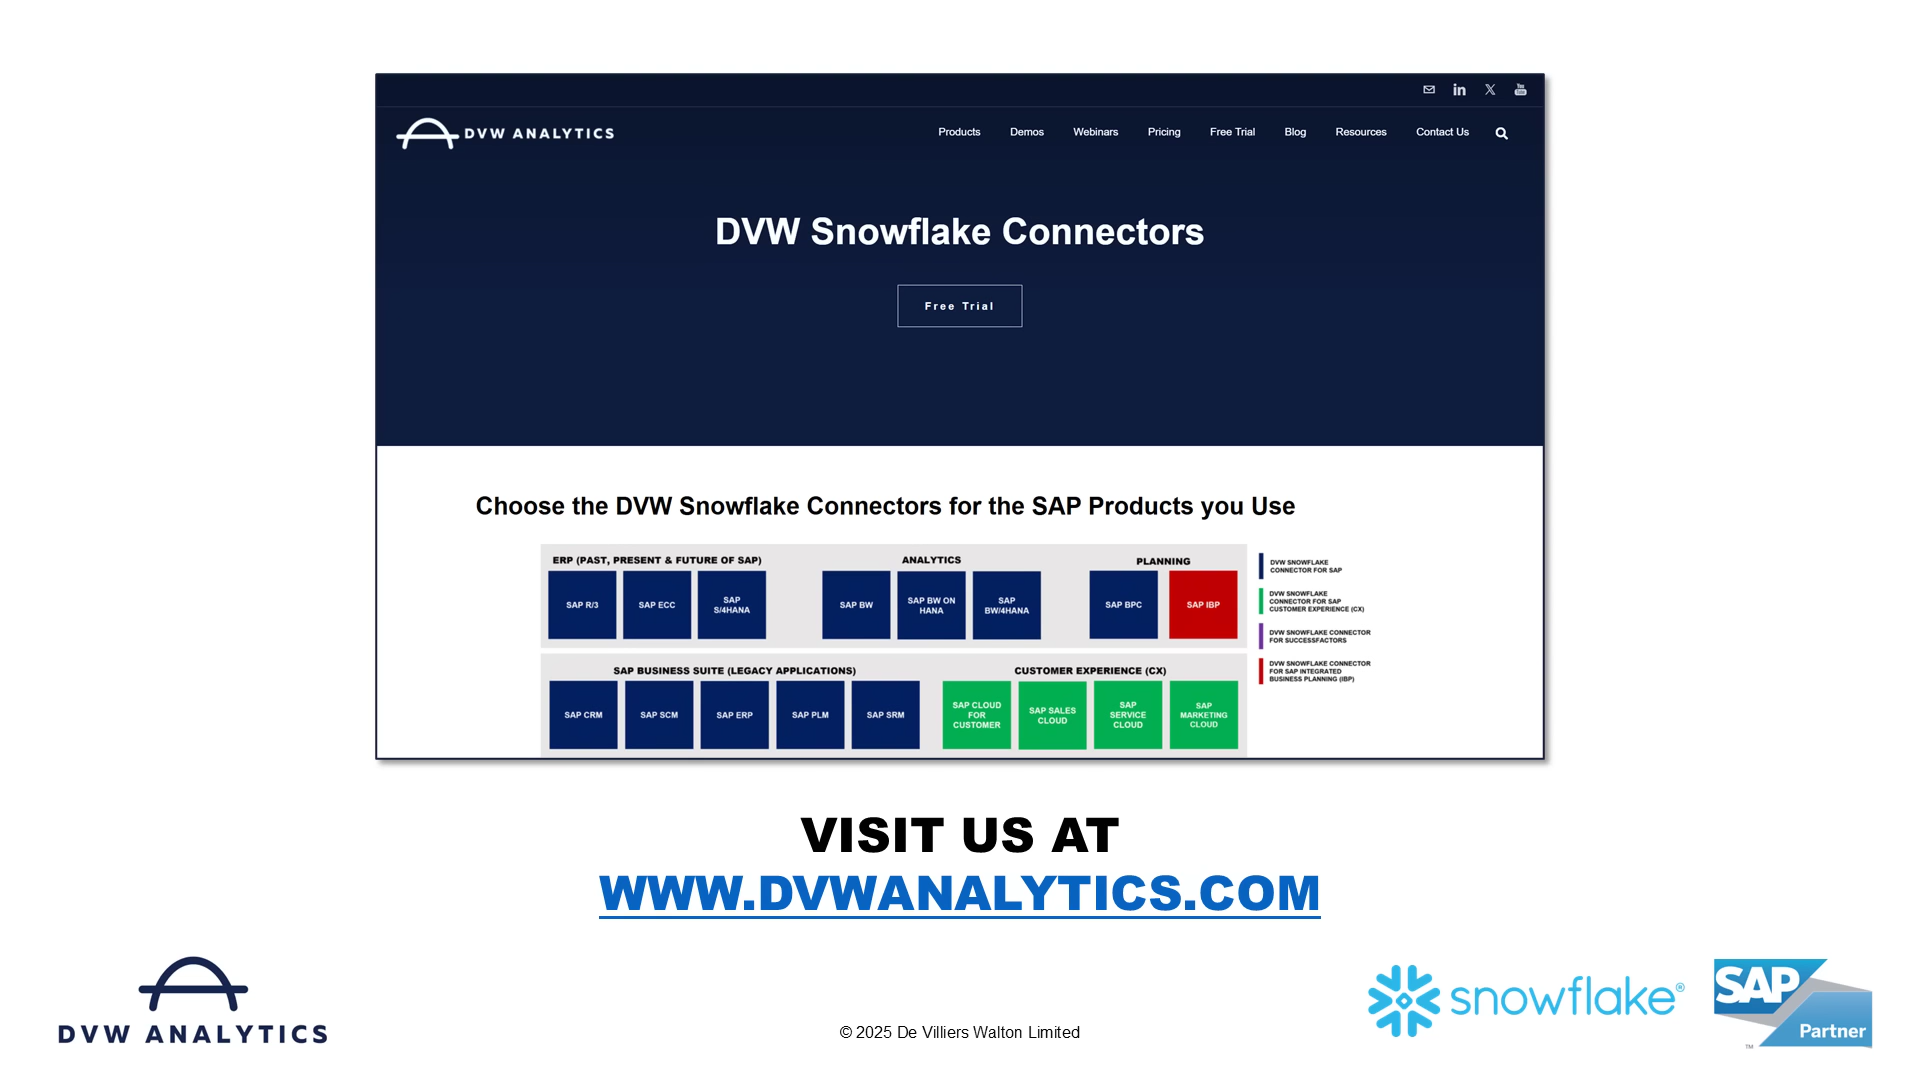 DVW ANALYTICS
Products Demos Webinars Pricing Free Trial Blog Resources Contact Us
DVW Snowflake Connectors
Free Trial
Choose the DVW Snowflake Connectors for the SAP Products you Use
ERP (PAST, PRESENT & FUTURE OF SAP)
SAP R/3
SAP ECC
SAP
S/4HANA
ANALYTICS
SAP BW
SAP BW ON
HANA
SAP
BW/4HANA
PLANNING
SAP BPC
SAP IBP
DVW SNOWFLAKE
CONNECTOR FOR SAP
DVW SNOWFLAKE
CONNECTOR FOR SAP
CUSTOMER EXPERIENCE (CX)
DVW SNOWFLAKE CONNECTOR
FOR SUCCESSFACTORS
DVW SNOWFLAKE CONNECTOR
FOR SAP INTEGRATED
BUSINESS PLANNING (IBP)
SAP BUSINESS SUITE (LEGACY APPLICATIONS)
SAP CRM
SAP SCM
SAP ERP
SAP PLM
SAP SRM
CUSTOMER EXPERIENCE (CX)
SAP CLOUD
FOR
CUSTOMER
SAP SALES
CLOUD
SAP
SERVICE
CLOUD
SAP
MARKETING
CLOUD
VISIT US AT
WWW.DVWANALYTICS.COM
DVW ANALYTICS
© 2025 De Villiers Walton Limited
snowflake®
SAP
Partner
™